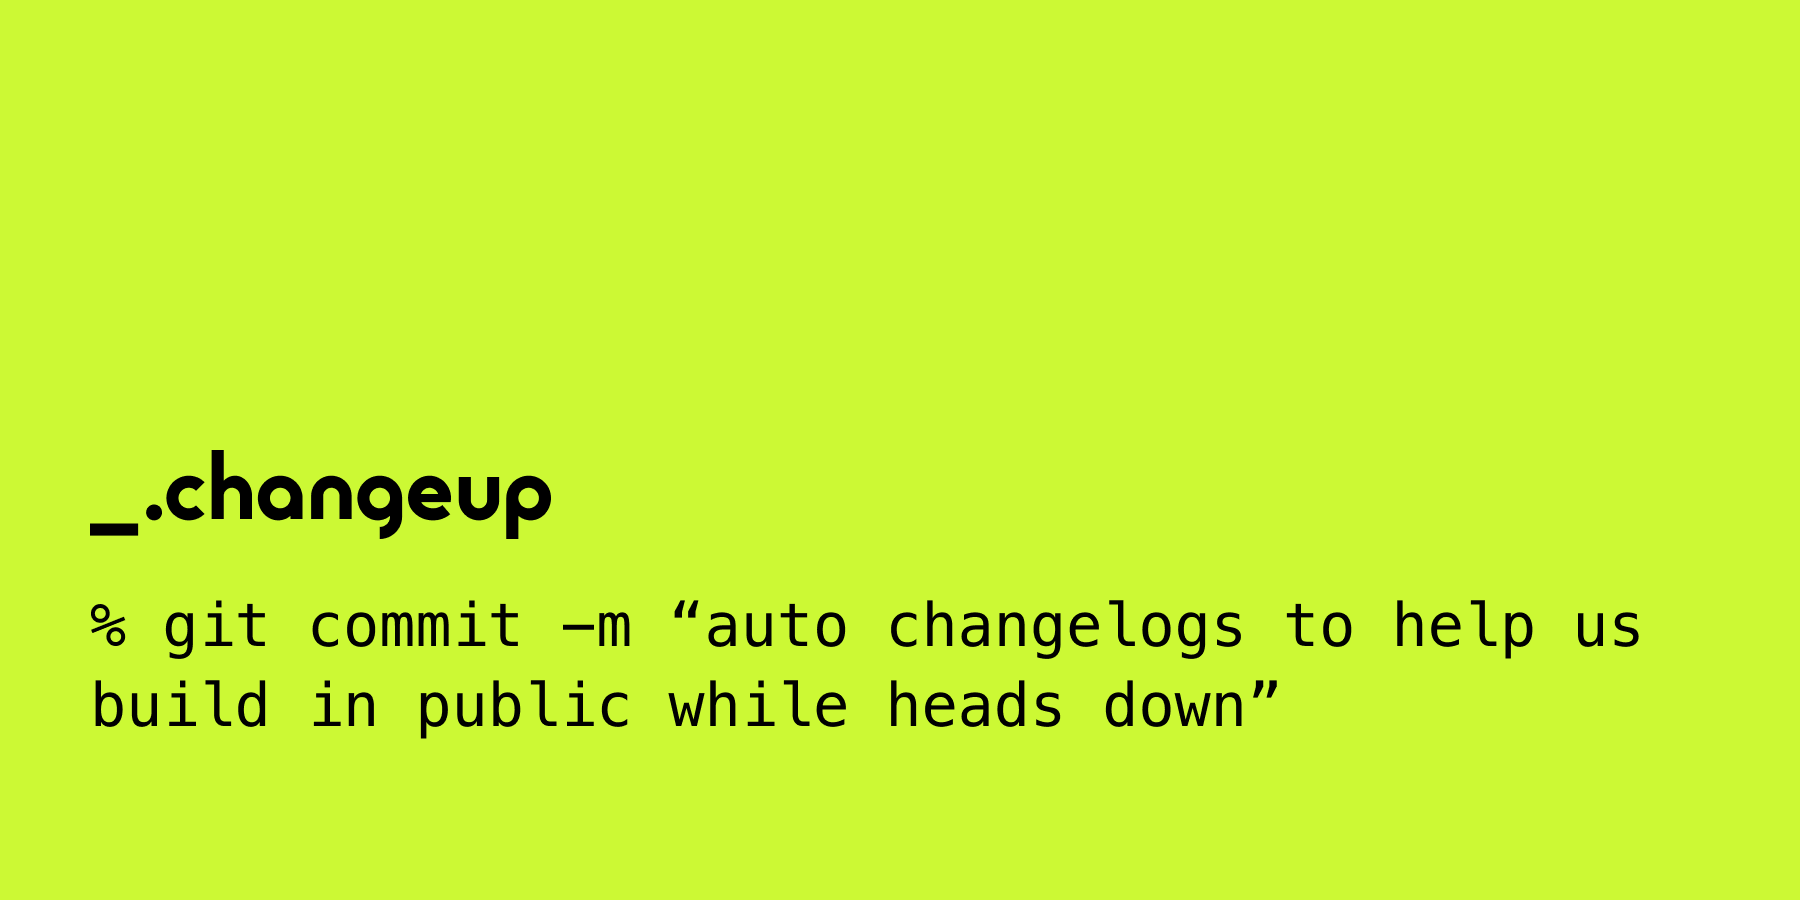 _.changeup
% git commit –m “auto changelogs to help us
build in public while heads down”